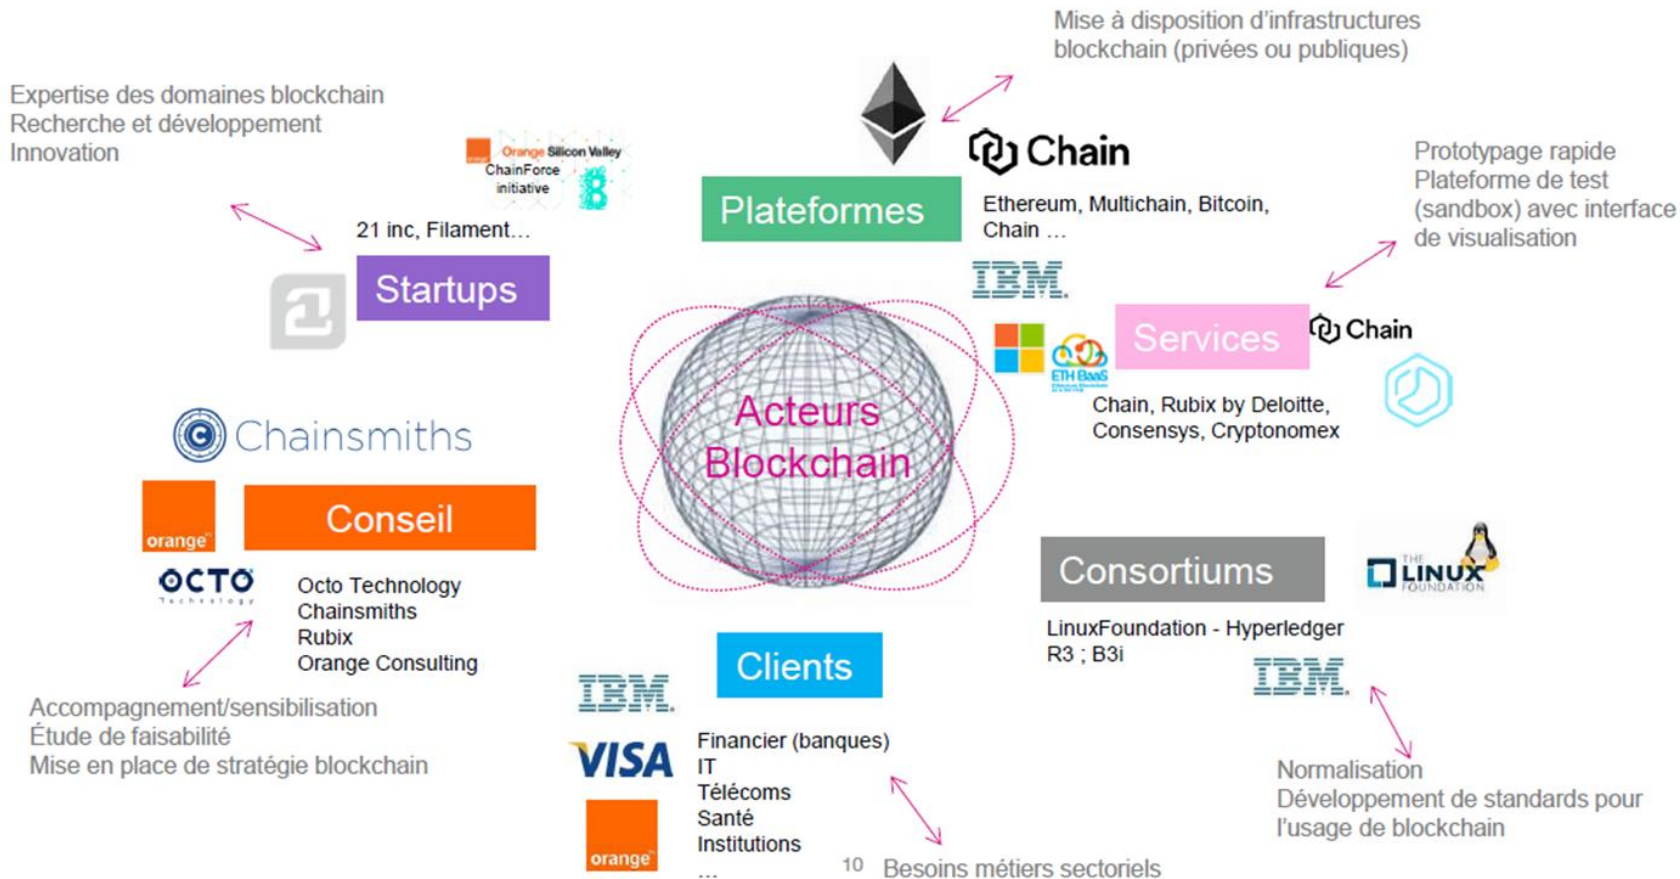 Mise à disposition d'infrastructures
blockchain (privées ou publiques)
Expertise des domaines blockchain
Recherche et développement
Innovation
orange
Orange Silicon Valley
ChainForce
initiative
21 inc, Filament…
Startups
21
Plateformes
Chain
Ethereum, Multichain, Bitcoin,
Chain ...
Prototypage rapide
Plateforme de test
(sandbox) avec interface
de visualisation
IBM
ETH BaaS
Services
Chain
Chain, Rubix by Deloitte,
Consensys, Cryptonomex
Acteurs
Blockchain
Chainsmiths
orange
Conseil
OCTO
Technology
Octo Technology
Chainsmiths
Rubix
Orange Consulting
Accompagnement/sensibilisation
Étude de faisabilité
Mise en place de stratégie blockchain
Consortiums
THE
LINUX
FOUNDATION
LinuxFoundation - Hyperledger
R3 ; B3i
IBM
Normalisation
Développement de standards pour
l'usage de blockchain
Clients
IBM
VISA
orange
Financier (banques)
IT
Télécoms
Santé
Institutions
...
10
Besoins métiers sectoriels